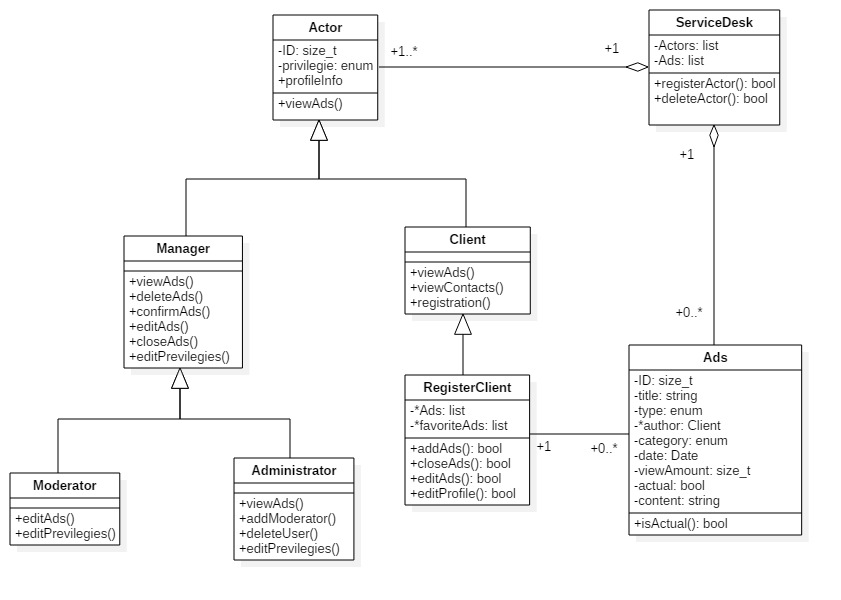 Actor
-ID: size_t
-privilegie: enum
+profileInfo
+viewAds()
+1..*
+1
ServiceDesk
-Actors: list
-Ads: list
+registerActor(): bool
+deleteActor(): bool
+1
+0..*
Manager
+viewAds()
+deleteAds()
+confirmAds()
+editAds()
+closeAds()
+editPrevilegies()
Client
+viewAds()
+viewContacts()
+registration()
RegisterClient
-*Ads: list
-*favoriteAds: list
+addAds(): bool
+closeAds(): bool
+editAds(): bool
+editProfile(): bool
+1
+0..*
Ads
-ID: size_t
-title: string
-type: enum
-*author: Client
-category: enum
-date: Date
-viewAmount: size_t
-actual: bool
-content: string
+isActual(): bool
Moderator
+editAds()
+editPrevilegies()
Administrator
+viewAds()
+addModerator()
+deleteUser()
+editPrevilegies()